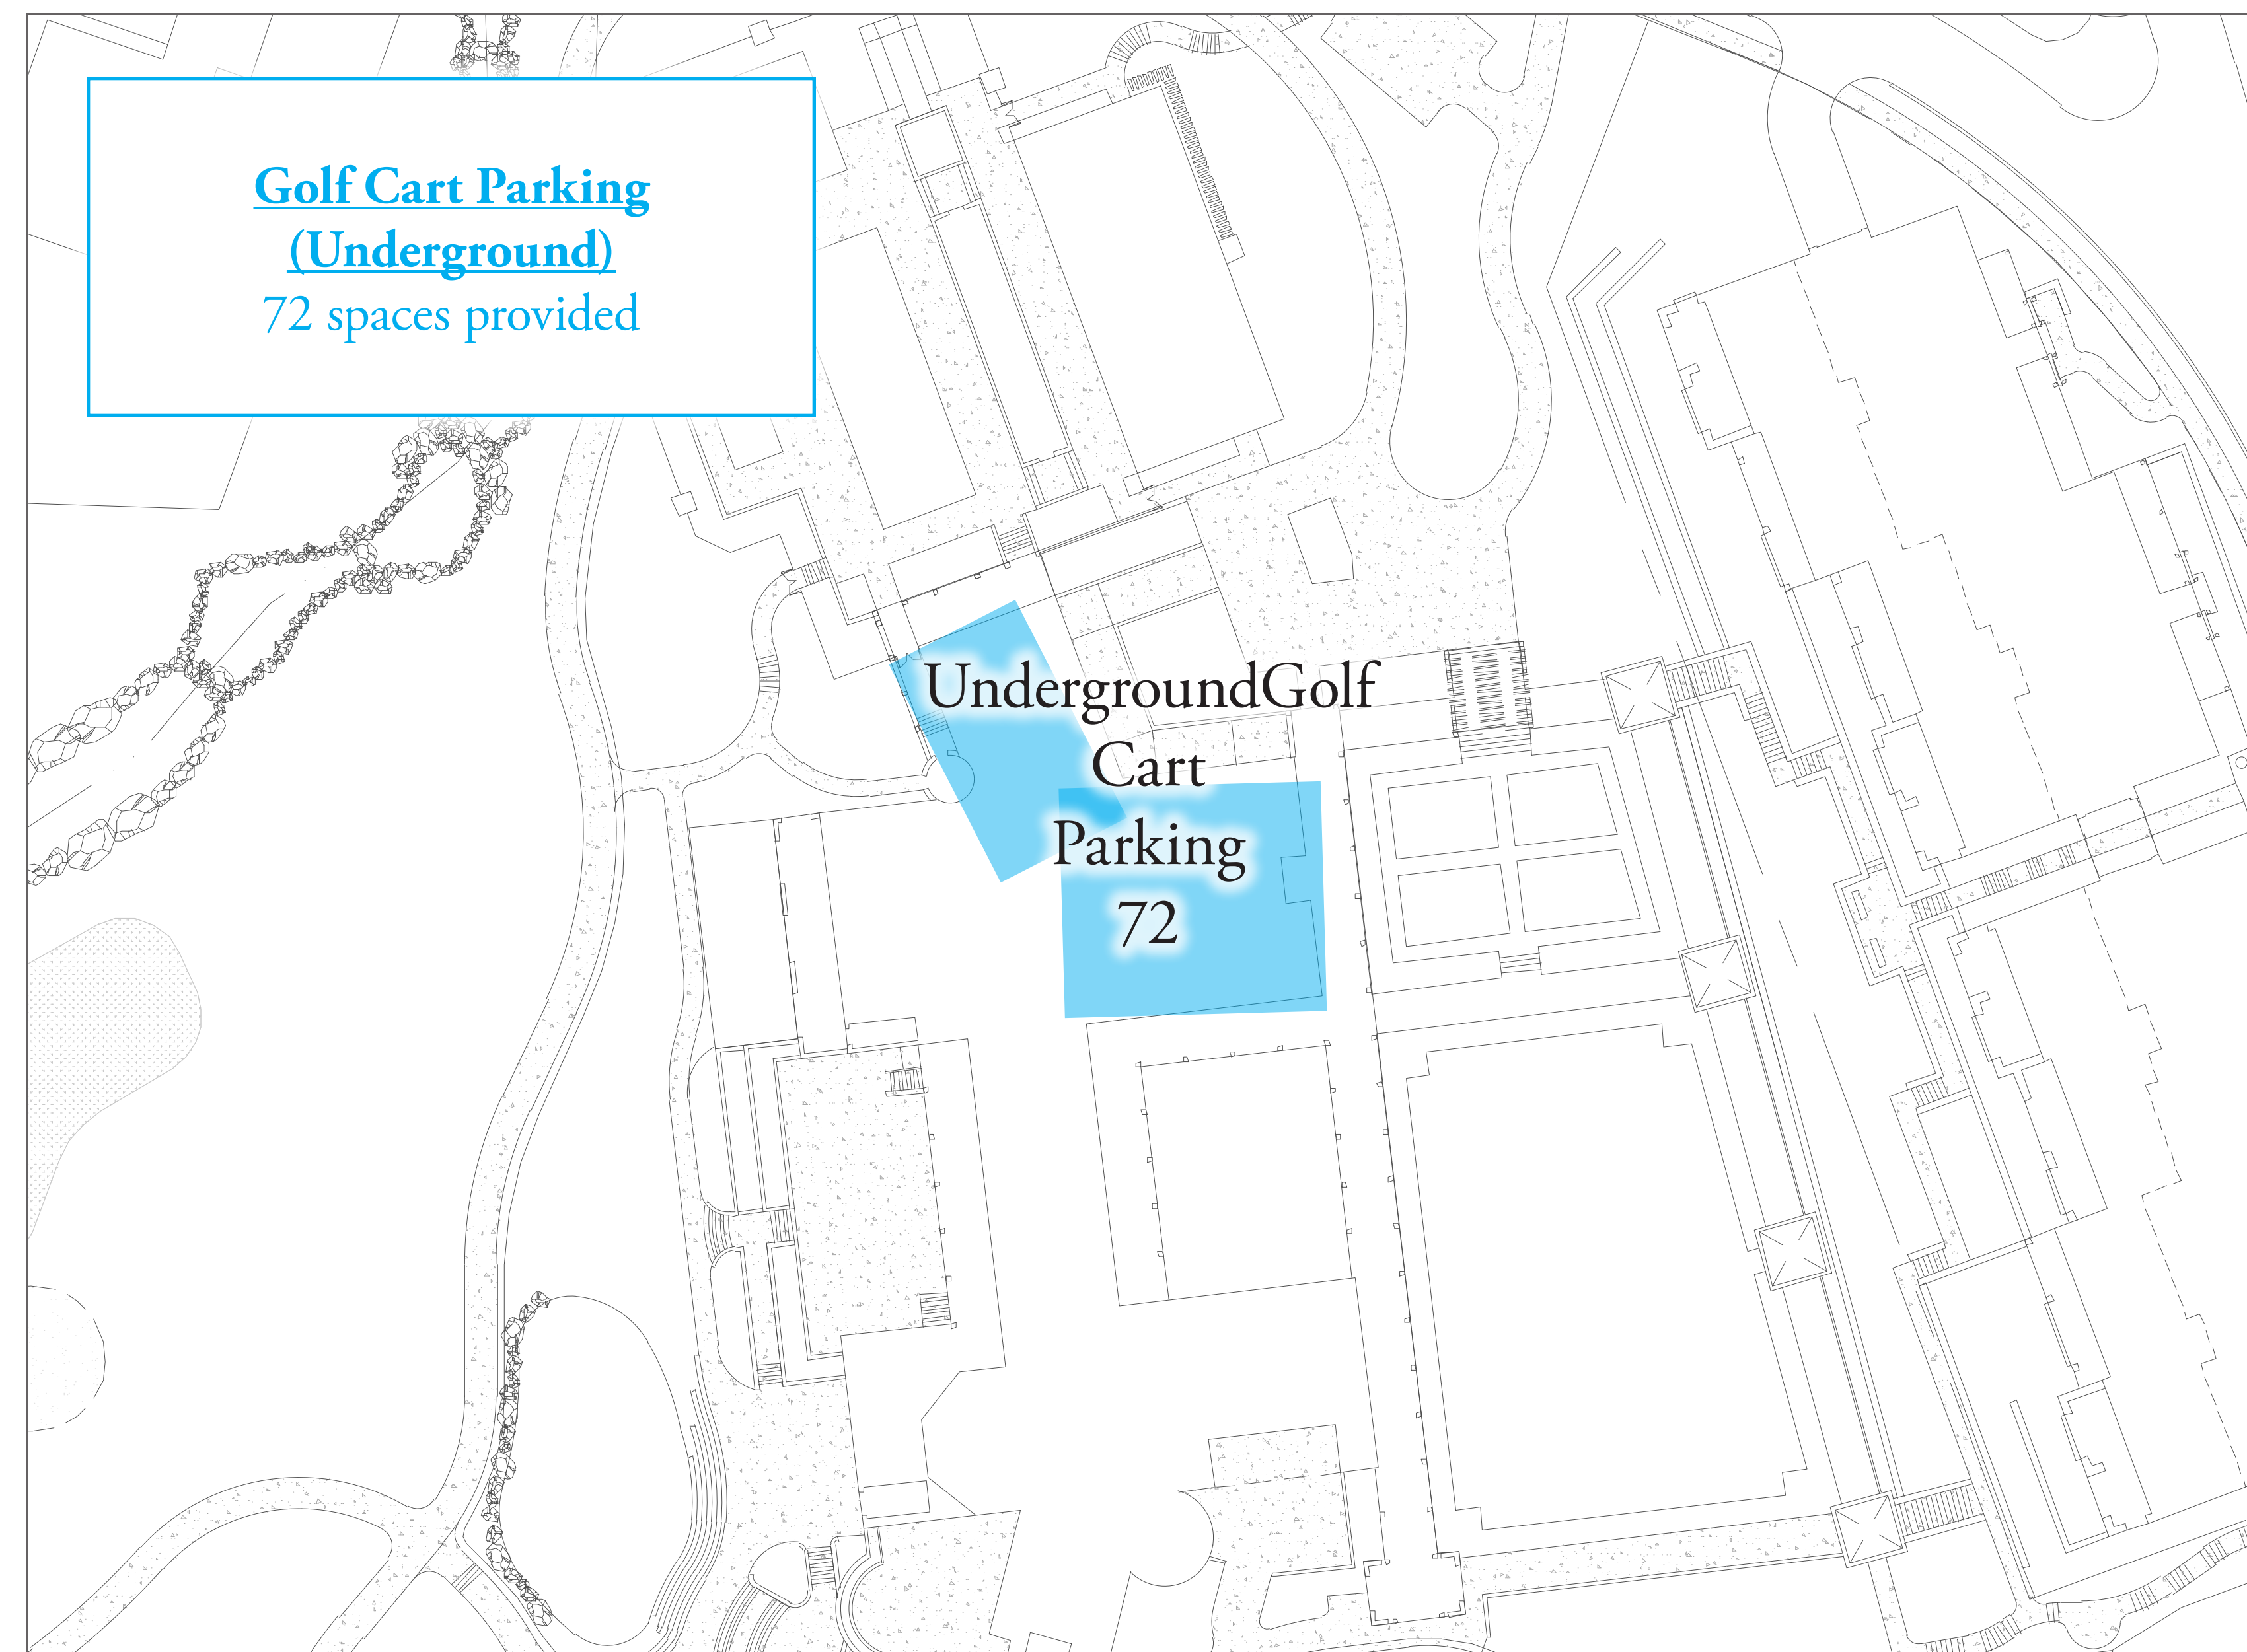 Golf Cart Parking
(Underground)
72 spaces provided
UndergroundGolf
Cart
Parking
72